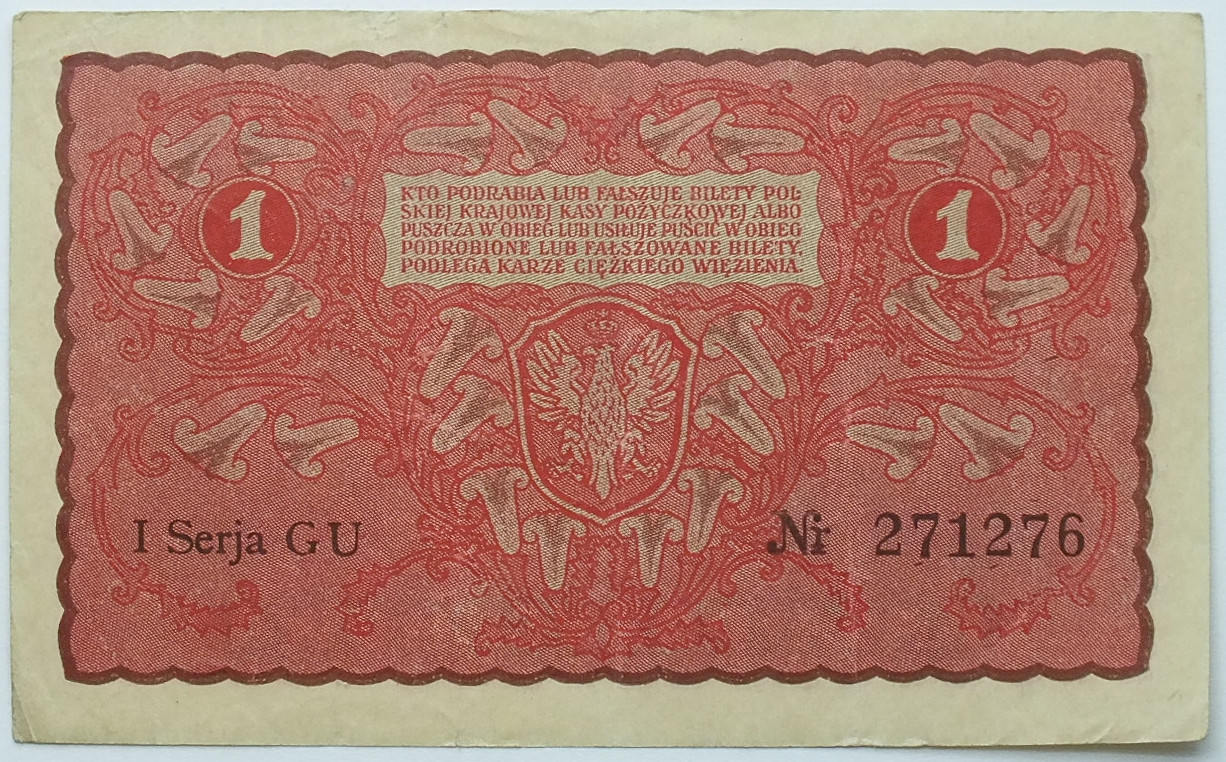 KTO PODRABIA LUB FAŁSZUJE BILETY POL-
SKIEJ KRAJOWEJ KASY POŻYCZKOWEJ ALBO
PUSZCZA W OBIEG LUB USIŁUJE PUŚCIĆ W OBIEG
PODROBIONE LUB FAŁSZOWANE BILETY,
PODLEGA KARZE CIĘŻKIEGO WIĘZIENIA.
1
1
I Serja GU
Nr 271276